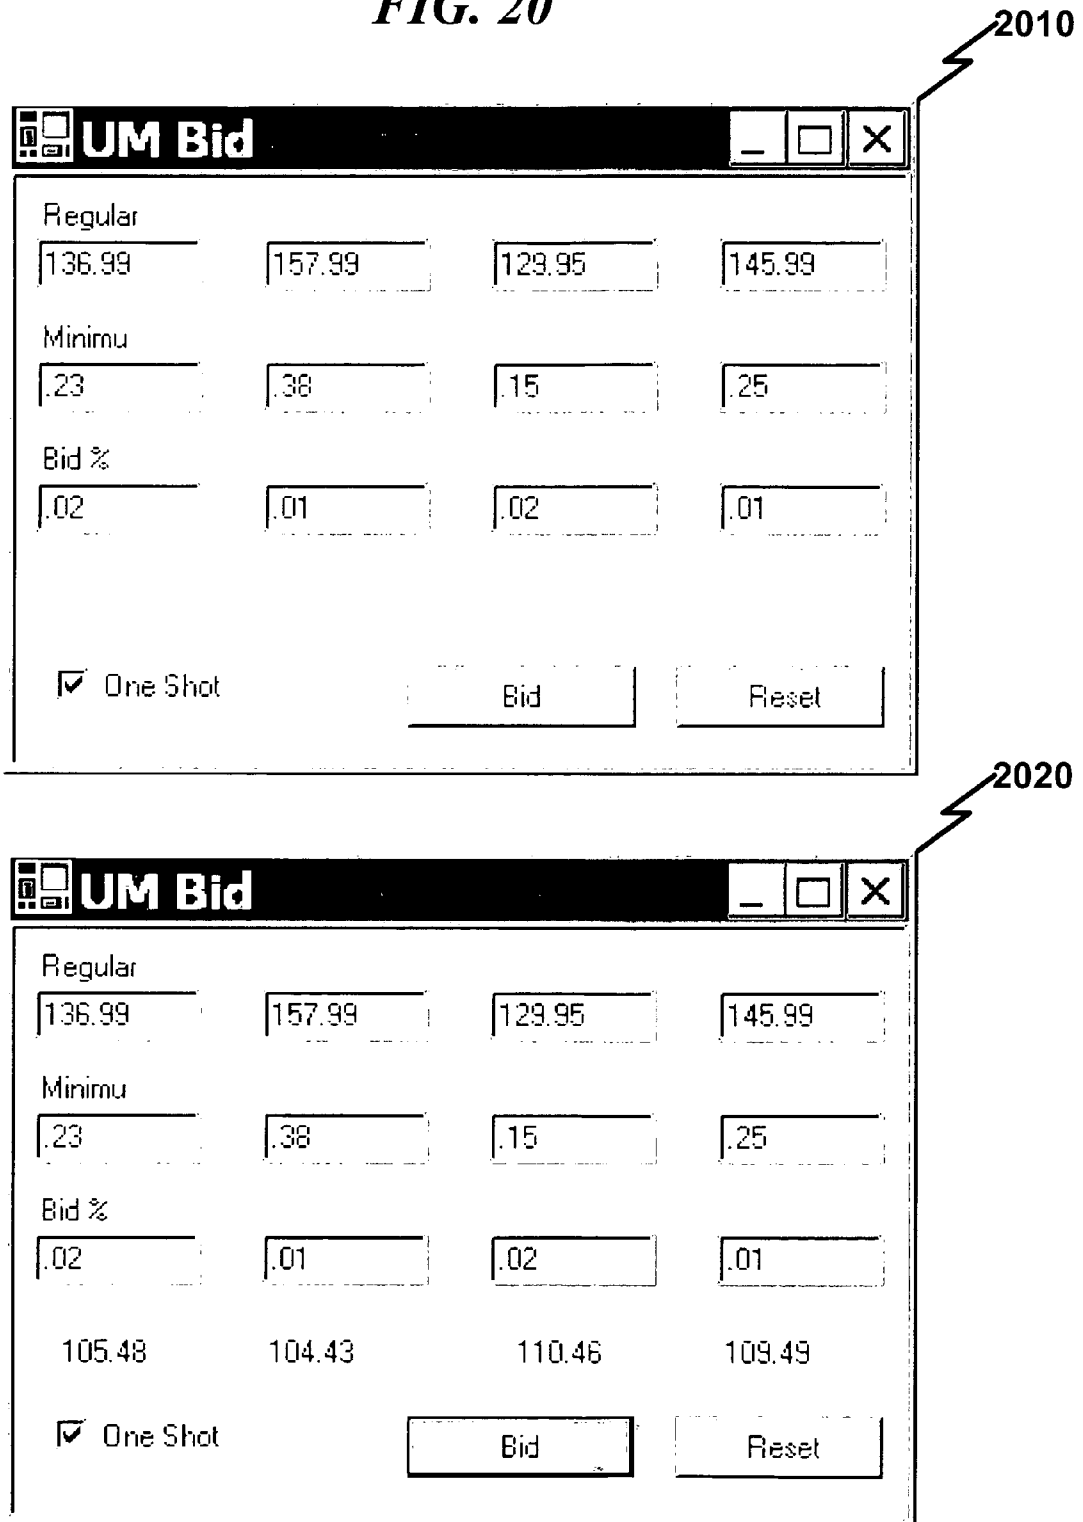 FIG. 20
2010
UM Bid
Regular
136.99 157.99 129.95 145.99
Minimu
.23 .38 .15 .25
Bid %
.02 .01 .02 .01
One Shot Bid Reset
2020
UM Bid
Regular
136.99 157.99 129.95 145.99
Minimu
.23 .38 .15 .25
Bid %
.02 .01 .02 .01
105.48 104.43 110.46 109.49
One Shot Bid Reset